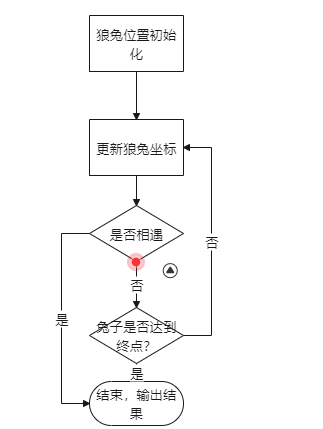 狼兔位置初始
化
更新狼兔坐标
是否相遇
否
否
是
兔子是否达到
终点？
是
结束，输出结
果